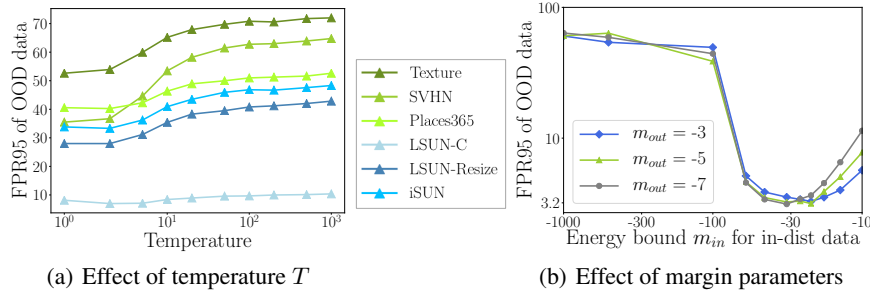 FPR95 of OOD data
70
60
50
40
30
20
10
10^0
10^1
10^2
10^3
Temperature
Texture
SVHN
Places365
LSUN-C
LSUN-Resize
iSUN
(a) Effect of temperature T
FPR95 of OOD data
100
10
3.2
-1000
-300
-100
-30
-10
m_out = -3
m_out = -5
m_out = -7
Energy bound m_in for in-dist data
(b) Effect of margin parameters